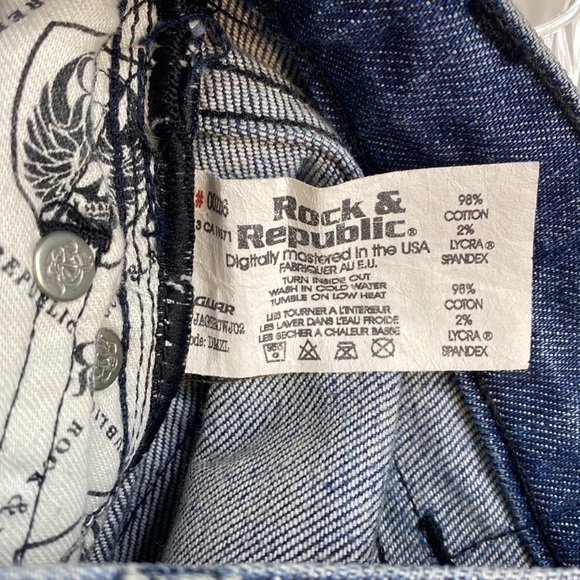 Rock &
Republic®
Digitally mastered in the USA
FABRIQUER AU E.U.
TURN INSIDE OUT
WASH IN COLD WATER
TUMBLE ON LOW HEAT
LES TOURNER A L'INTERIEUR
LES LAVER DANS L'EAU FROIDE
LES SECHER A CHALEUR BASSE
98%
COTTON
2%
LYCRA®
SPANDEX
98%
COTON
2%
LYCRA®
SPANDEX
ROCK &